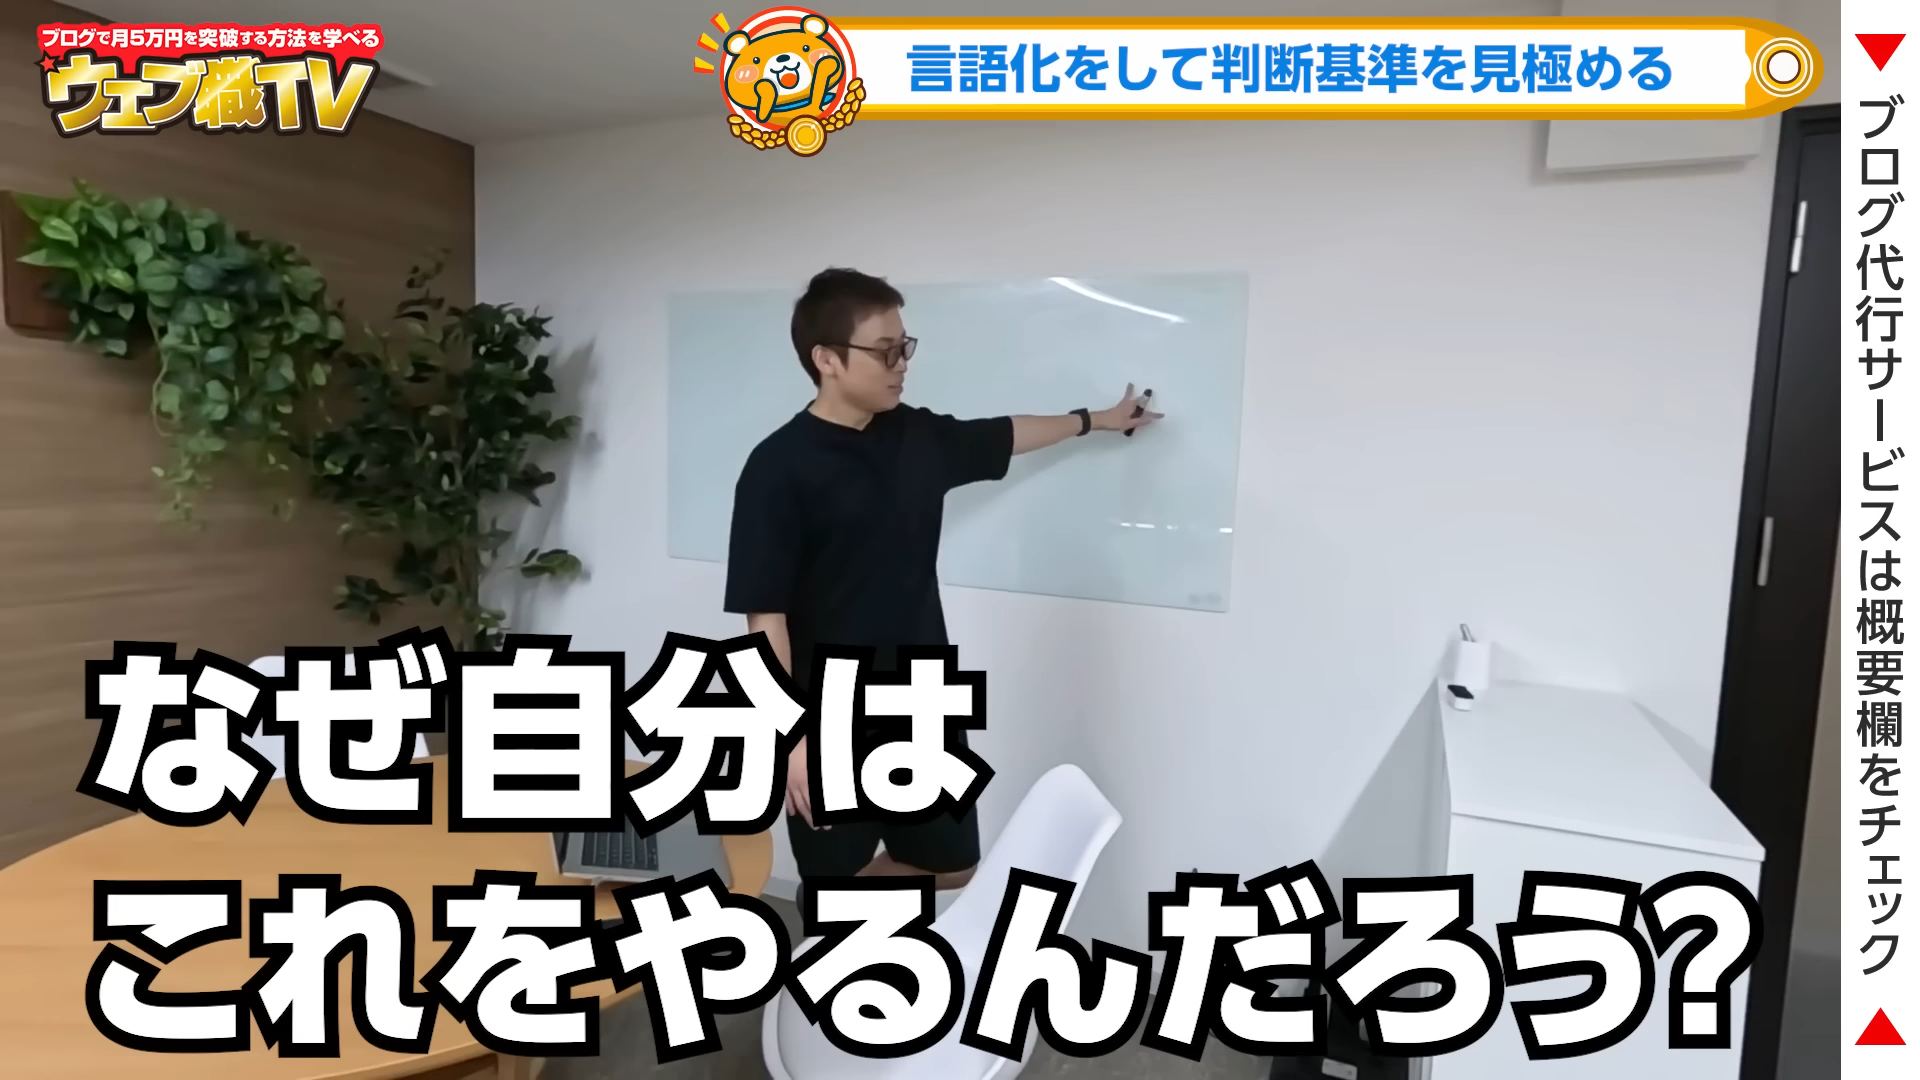 ブログで月5万円を突破する方法を学べる
ウェブ職TV
言語化をして判断基準を見極める
なぜ自分は
これをやるんだろう?
▼ブログ代行サービスは概要欄をチェック▲